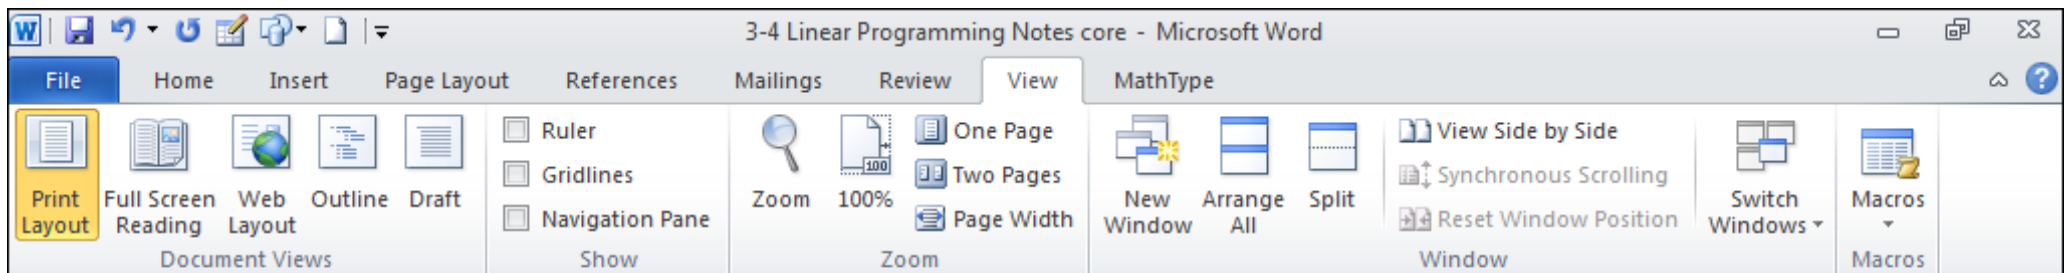 W
3-4 Linear Programming Notes core - Microsoft Word
File Home Insert Page Layout References Mailings Review View MathType
Print Layout
Full Screen Reading
Web Layout
Outline
Draft
Document Views
Ruler
Gridlines
Navigation Pane
Show
Zoom
100
100%
One Page
Two Pages
Page Width
Zoom
New Window
Arrange All
Split
View Side by Side
Synchronous Scrolling
Reset Window Position
Switch Windows
Window
Macros
Macros